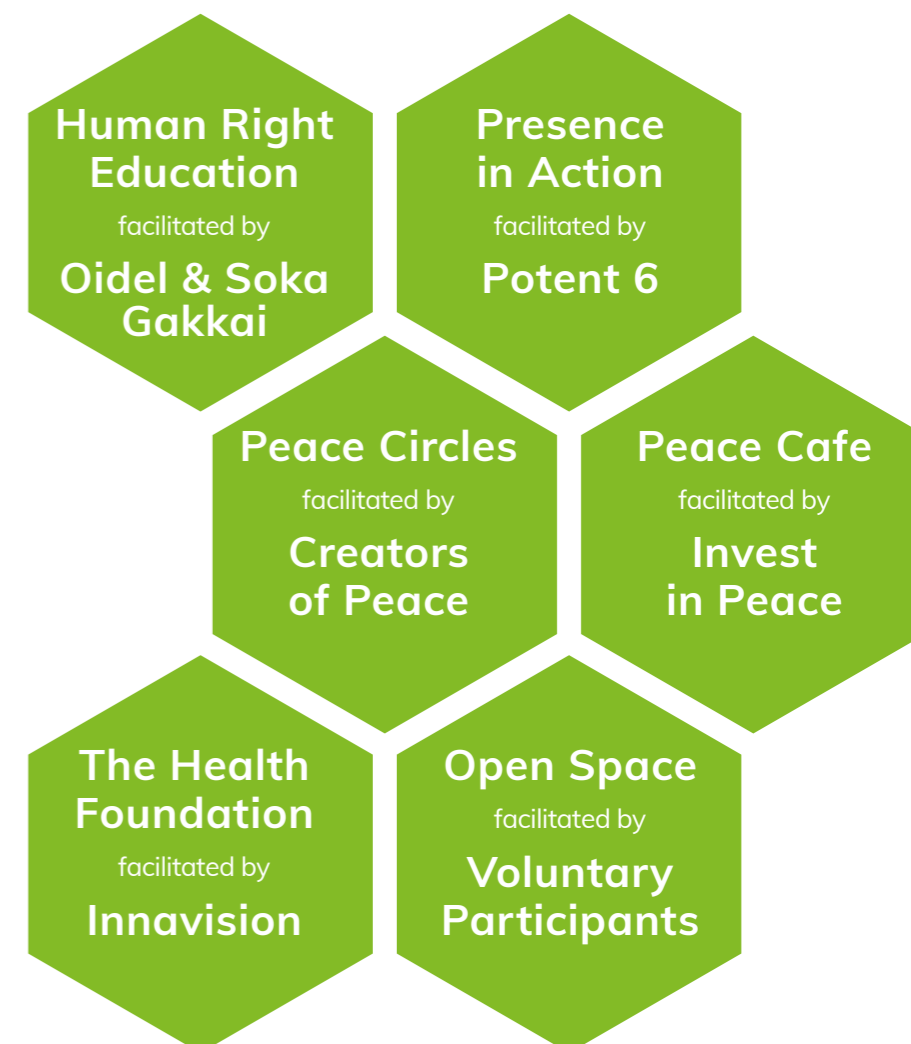 Human Right
Education
facilitated by
Oidel & Soka
Gakkai
Presence
in Action
facilitated by
Potent 6
Peace Circles
facilitated by
Creators
of Peace
Peace Cafe
facilitated by
Invest
in Peace
The Health
Foundation
facilitated by
Innavision
Open Space
facilitated by
Voluntary
Participants